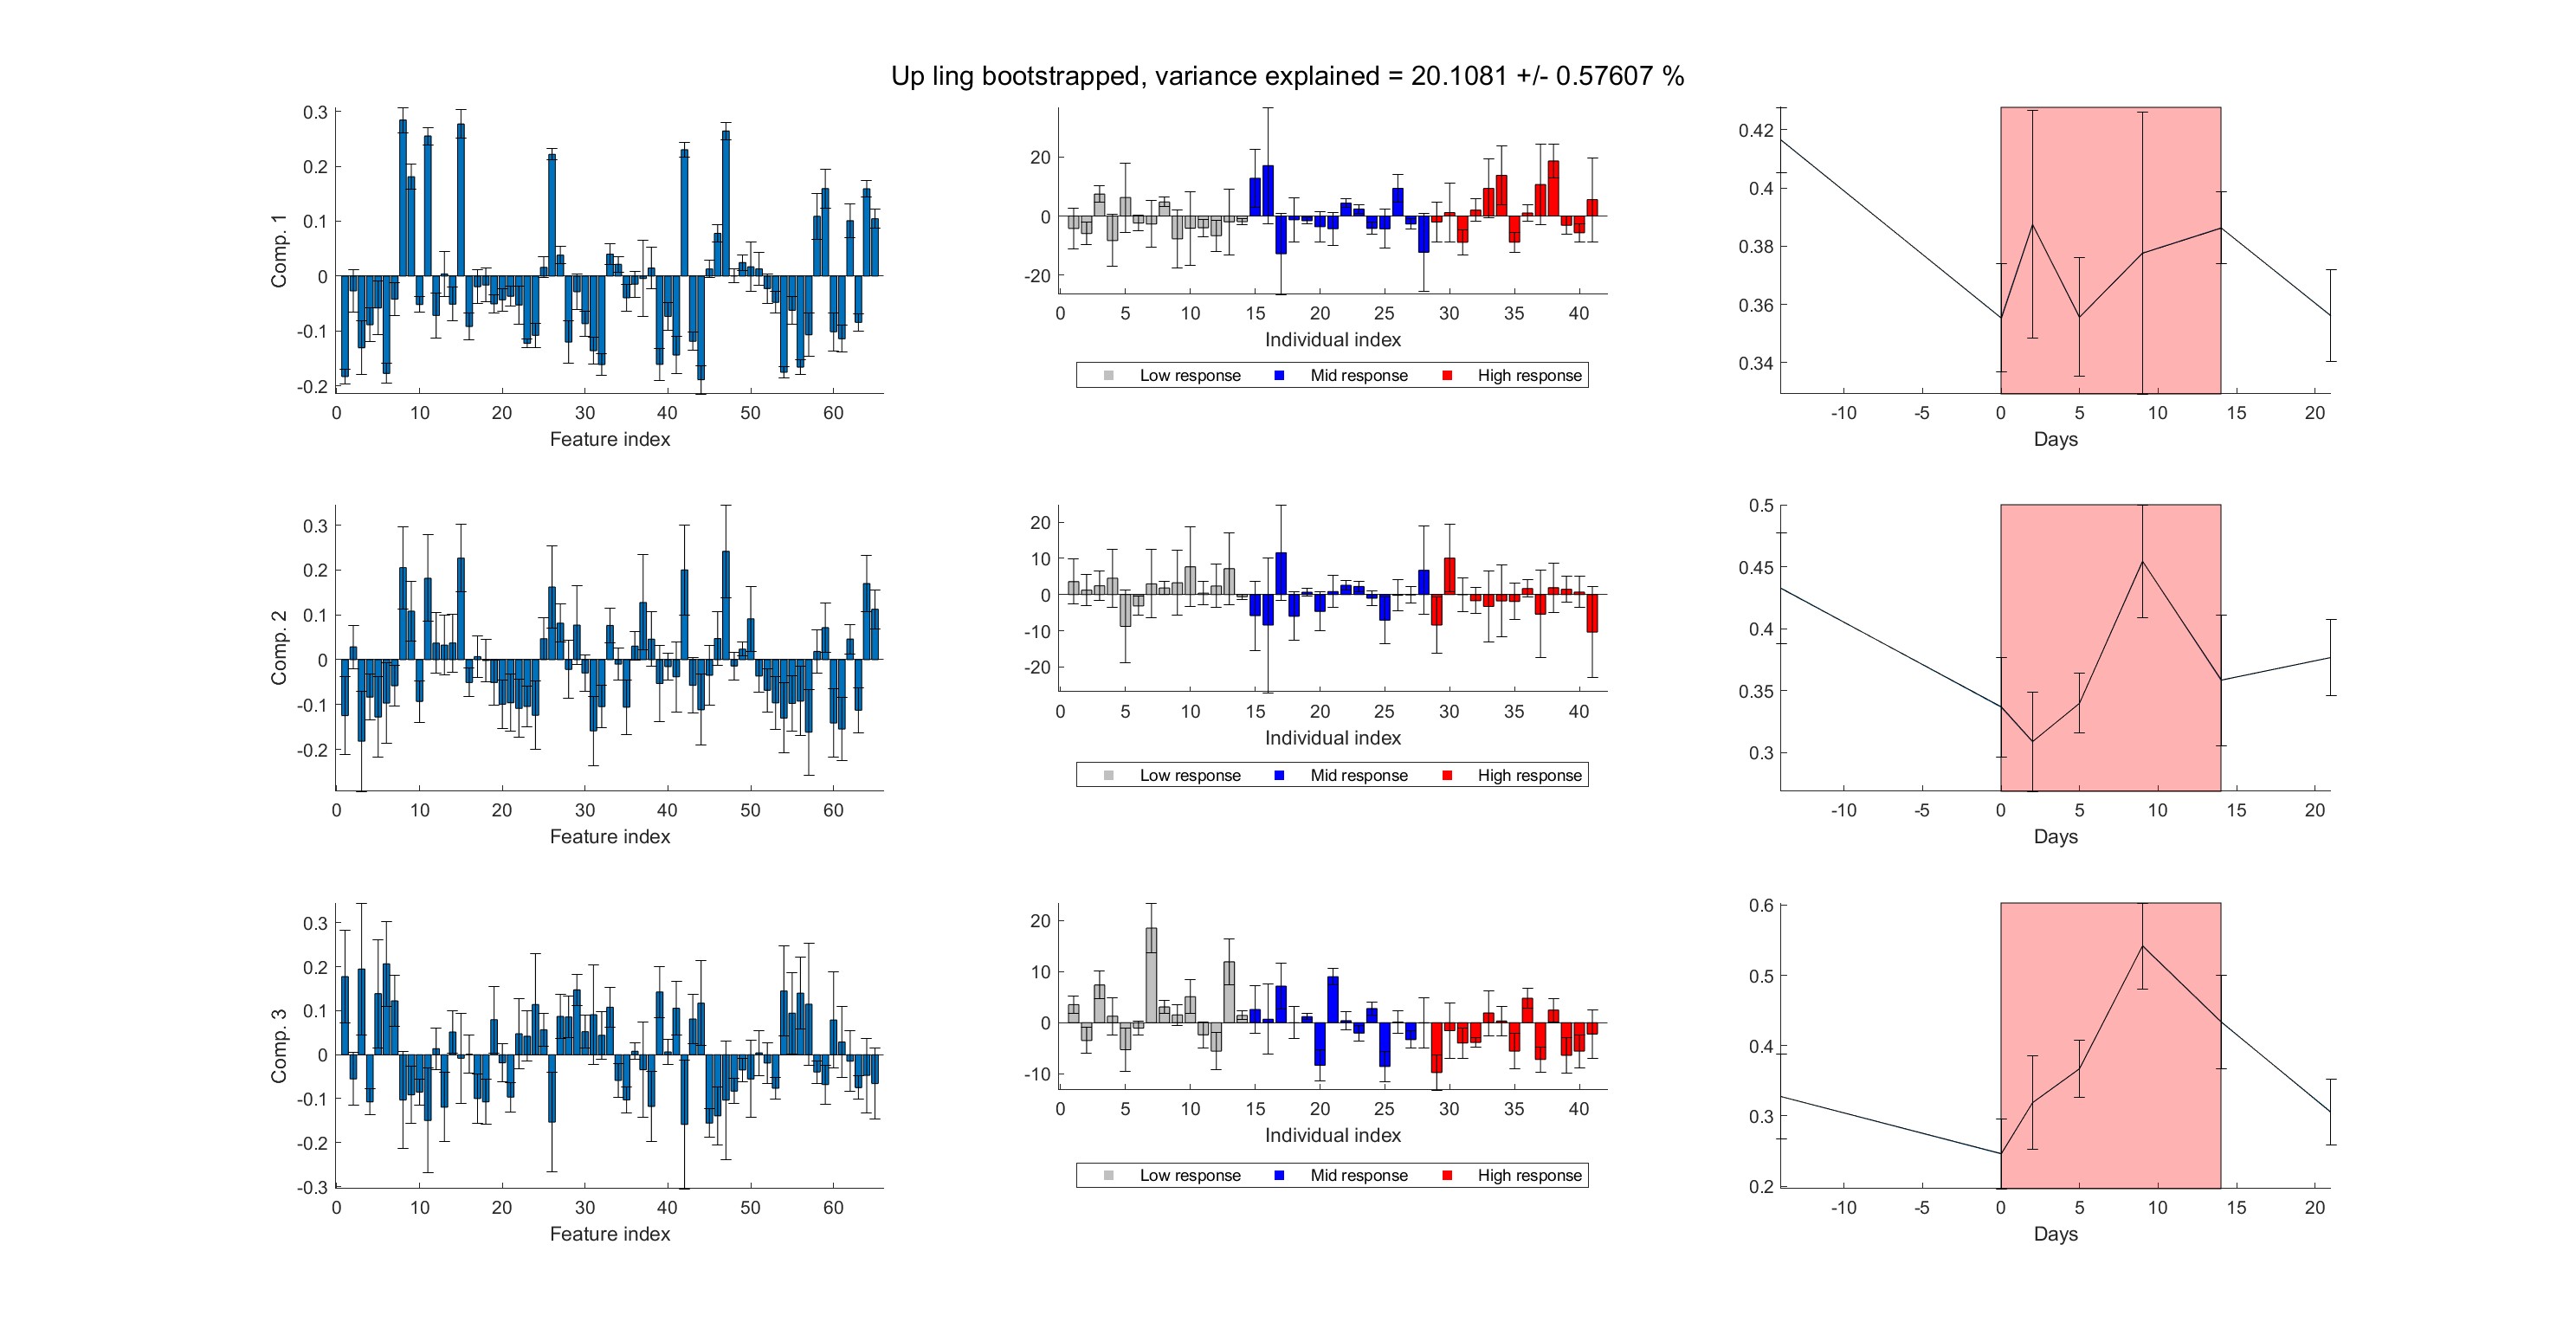 Up ling bootstrapped, variance explained = 20.1081 +/- 0.57607 %
Comp. 1
0.3
0.2
0.1
0
-0.1
-0.2
0 10 20 30 40 50 60
Feature index
20
0
-20
0 5 10 15 20 25 30 35 40
Individual index
Low response Mid response High response
0.42
0.4
0.38
0.36
0.34
-10 -5 0 5 10 15 20
Days
Comp. 2
0.3
0.2
0.1
0
-0.1
-0.2
0 10 20 30 40 50 60
Feature index
20
10
0
-10
-20
0 5 10 15 20 25 30 35 40
Individual index
Low response Mid response High response
0.5
0.45
0.4
0.35
0.3
-10 -5 0 5 10 15 20
Days
Comp. 3
0.3
0.2
0.1
0
-0.1
-0.2
-0.3
0 10 20 30 40 50 60
Feature index
20
10
0
-10
0 5 10 15 20 25 30 35 40
Individual index
Low response Mid response High response
0.6
0.5
0.4
0.3
0.2
-10 -5 0 5 10 15 20
Days